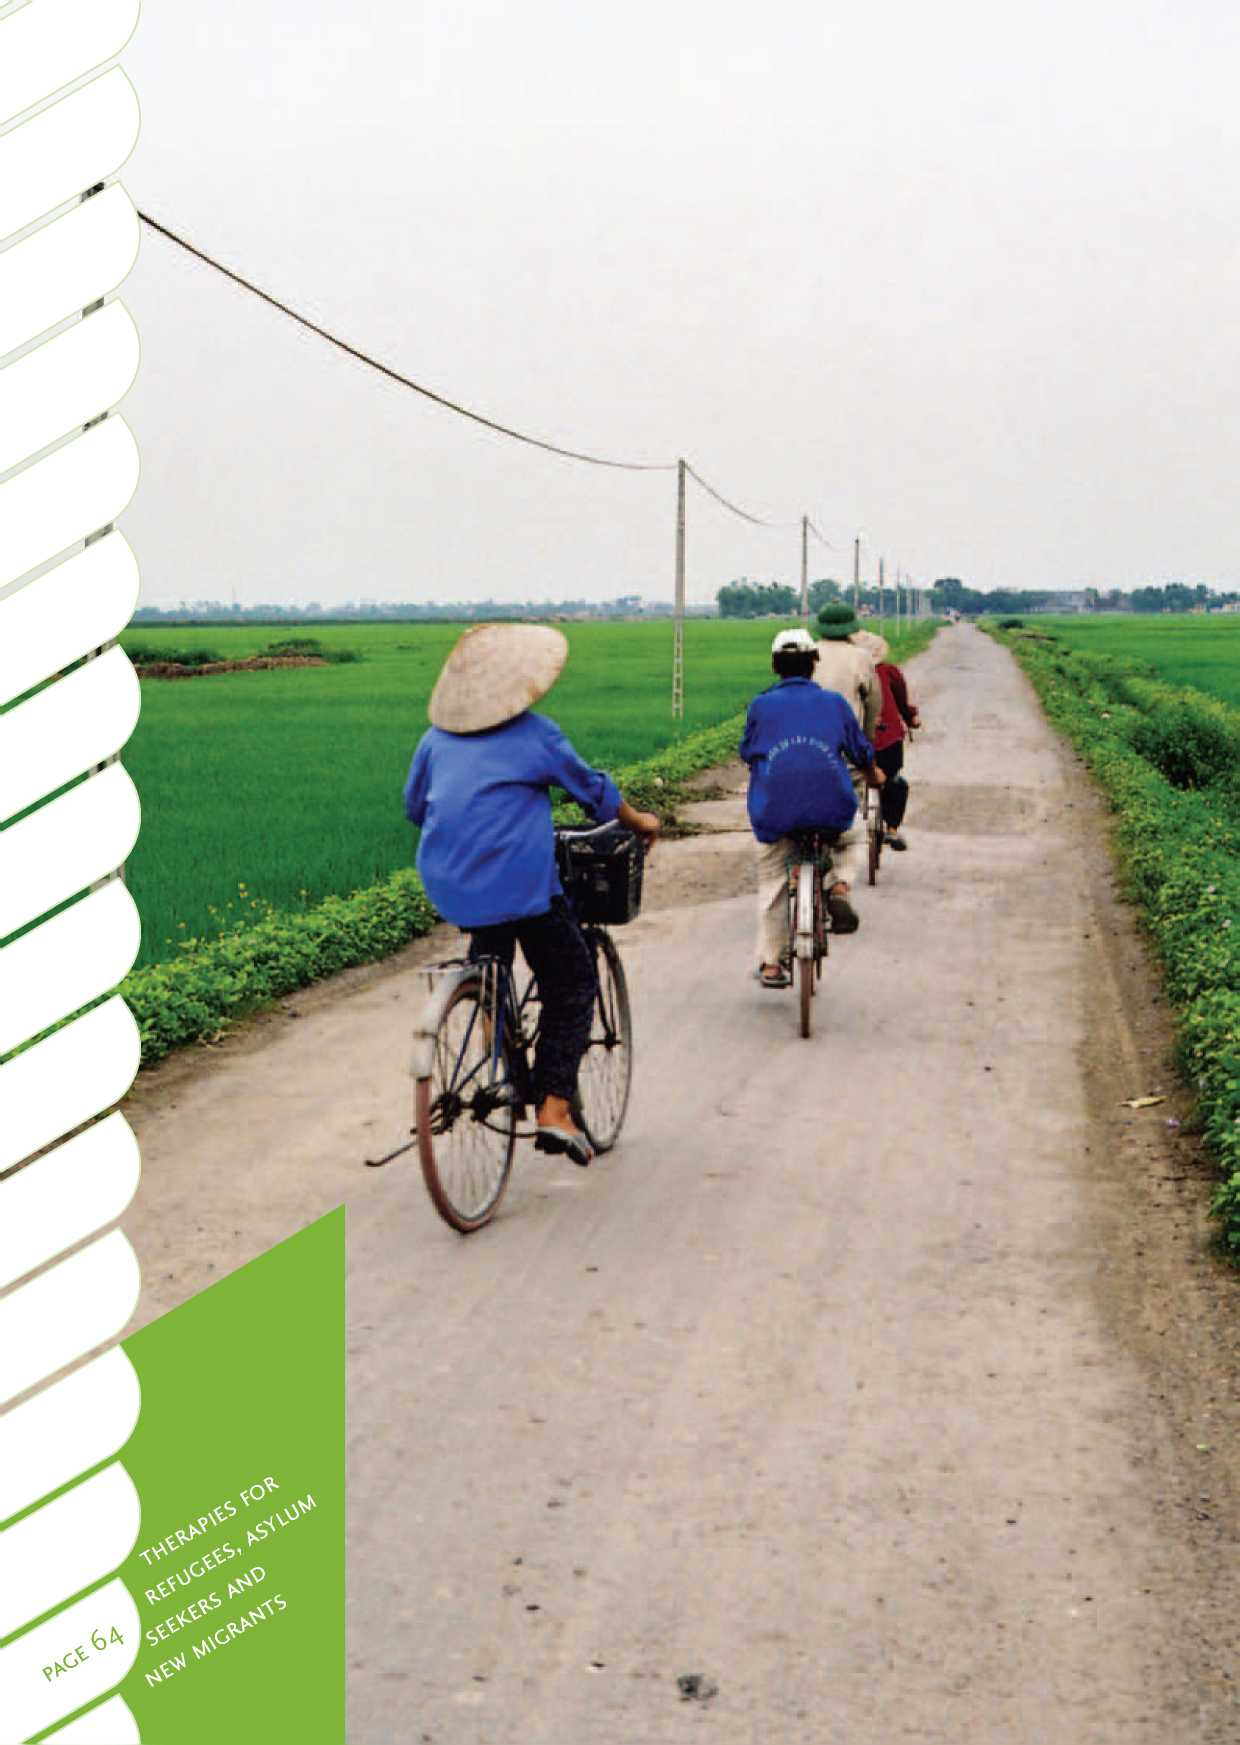 THERAPIES FOR
REFUGEES, ASYLUM
SEEKERS AND
NEW MIGRANTS
PAGE 64